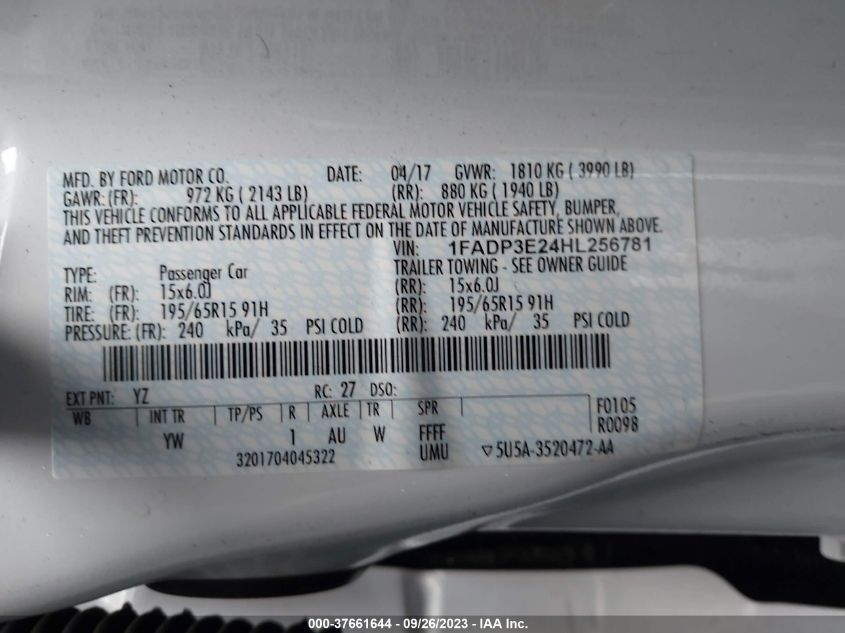 MFD. BY FORD MOTOR CO. DATE: 04/17 GVWR: 1810 KG ( 3990 LB)
GAWR: (FR): 972 KG ( 2143 LB) (RR): 880 KG ( 1940 LB)
THIS VEHICLE CONFORMS TO ALL APPLICABLE FEDERAL MOTOR VEHICLE SAFETY, BUMPER,
AND THEFT PREVENTION STANDARDS IN EFFECT ON THE DATE OF MANUFACTURE SHOWN ABOVE.
VIN: 1FADP3E24HL256781
TYPE: Passenger Car TRAILER TOWING - SEE OWNER GUIDE
RIM: (FR): 15x6.0J (RR): 15x6.0J
TIRE: (FR): 195/65R15 91H (RR): 195/65R15 91H
PRESSURE: (FR): 240 kPa/ 35 PSI COLD (RR): 240 kPa/ 35 PSI COLD
EXT PNT: YZ RC: 27 DSO:
WB INT TR TP/PS R AXLE TR SPR F0105
YW 1 AU W FFFF R0098
3201704045322 UMU ▽5U5A-3520472-AA
000-37661644 — 09/26/2023 — IAA Inc.